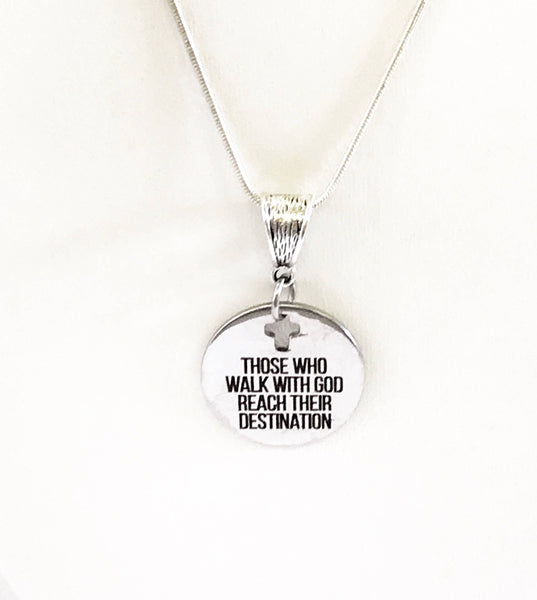 THOSE WHO
WALK WITH GOD
REACH THEIR
DESTINATION